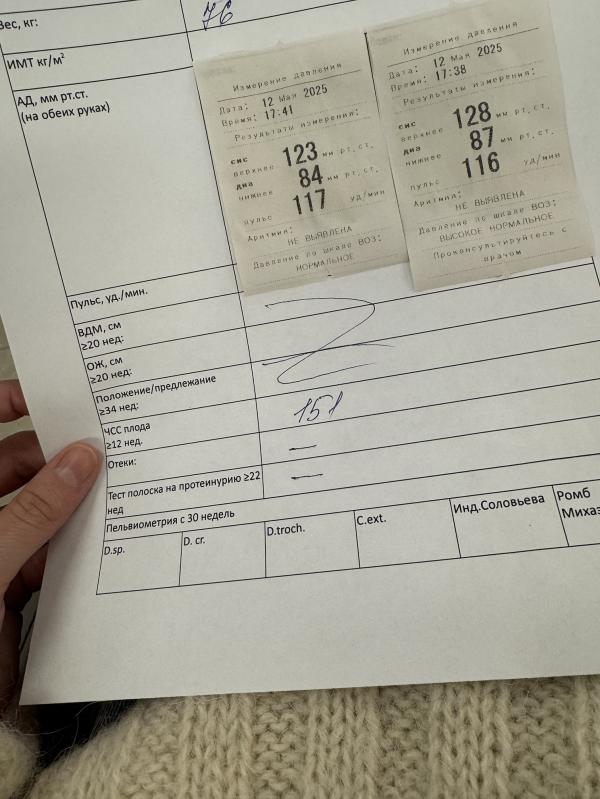 Вес, кг:
76
ИМТ кг/м²
АД, мм рт.ст.
(на обеих руках)
Измерение давления
Дата: 12 Мая 2025
Время: 17:41
Результаты измерения:
сис
верхнее 123 мм рт.ст.
диа
нижнее 84 мм рт.ст.
пульс 117 уд/мин
Аритмия:
НЕ ВЫЯВЛЕНА
Давление по шкале ВОЗ:
НОРМАЛЬНОЕ
Измерение давления
Дата: 12 Мая 2025
Время: 17:38
Результаты измерения:
сис
верхнее 128 мм рт.ст.
диа
нижнее 87 мм рт.ст.
пульс 116 уд/мин
Аритмия:
НЕ ВЫЯВЛЕНА
Давление по шкале ВОЗ:
ВЫСОКОЕ НОРМАЛЬНОЕ
Проконсультируйтесь с
врачом
Пульс, уд./мин.
ВДМ, см
≥20 нед:
ОЖ, см
≥20 нед:
Положение/предлежание
≥34 нед:
ЧСС плода
≥12 нед.
151
Отеки:
—
Тест полоска на протеинурию ≥22
нед
—
Пельвиометрия с 30 недель
D.sp.
D. cr.
D.troch.
C.ext.
Инд.Соловьева
Ромб
Миха